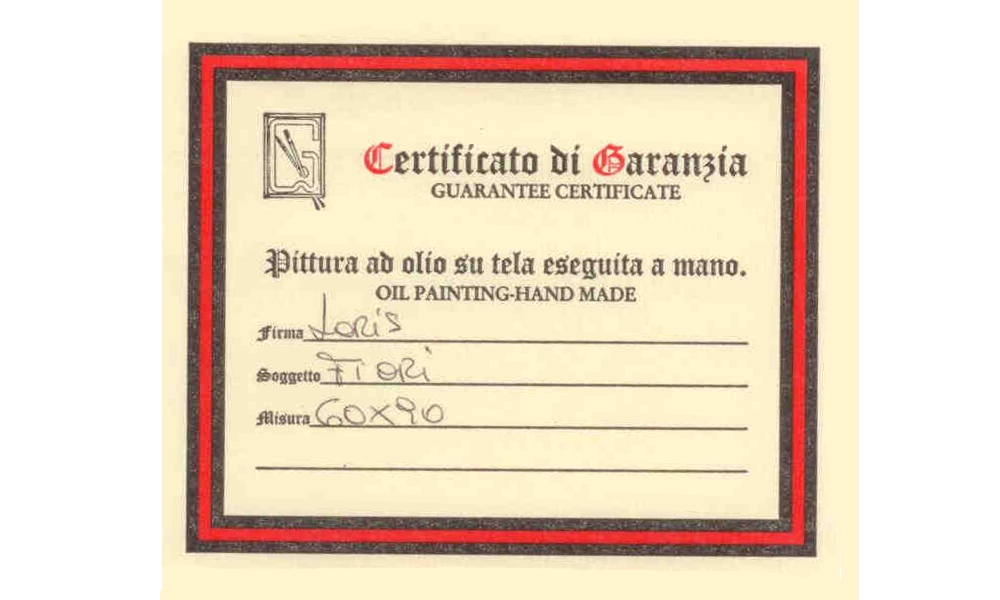 Certificato di Garanzia
GUARANTEE CERTIFICATE
Pittura ad olio su tela eseguita a mano.
OIL PAINTING-HAND MADE
Firma Loris
Soggetto FIORi
Misura 60x90